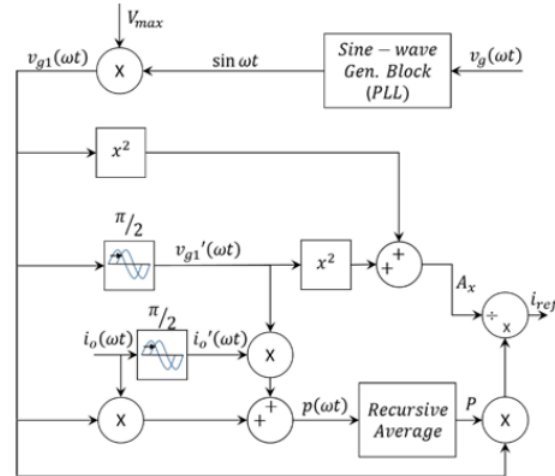 V_max
v_g1(ωt)
X
sin ωt
Sine – wave
Gen. Block
(PLL)
v_g(ωt)
x²
π/2
v_g1′(ωt)
x²
+
+
A_x
i_ref
÷
x
i_o(ωt)
π/2
i_o′(ωt)
X
X
+
+
p(ωt)
Recursive
Average
P
X